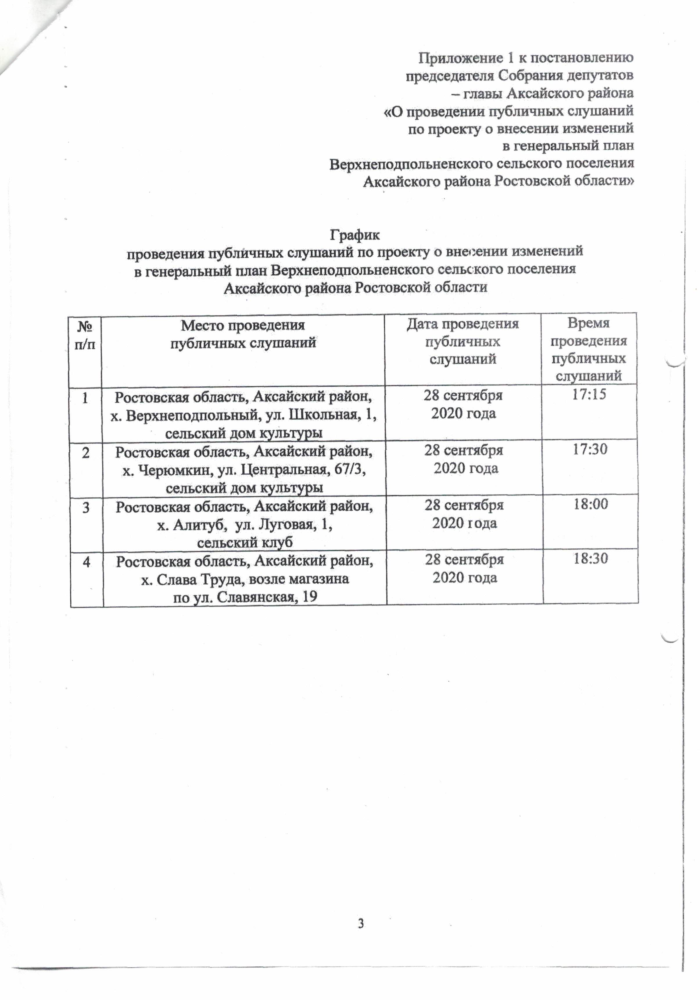 Приложение 1 к постановлению
председателя Собрания депутатов
– главы Аксайского района
«О проведении публичных слушаний
по проекту о внесении изменений
в генеральный план
Верхнеподпольненского сельского поселения
Аксайского района Ростовской области»
График
проведения публичных слушаний по проекту о внесении изменений
в генеральный план Верхнеподпольненского сельского поселения
Аксайского района Ростовской области
№
п/п
Место проведения
публичных слушаний
Дата проведения
публичных
слушаний
Время
проведения
публичных
слушаний
1
Ростовская область, Аксайский район,
х. Верхнеподпольный, ул. Школьная, 1,
сельский дом культуры
28 сентября
2020 года
17:15
2
Ростовская область, Аксайский район,
х. Черюмкин, ул. Центральная, 67/3,
сельский дом культуры
28 сентября
2020 года
17:30
3
Ростовская область, Аксайский район,
х. Алитуб, ул. Луговая, 1,
сельский клуб
28 сентября
2020 года
18:00
4
Ростовская область, Аксайский район,
х. Слава Труда, возле магазина
по ул. Славянская, 19
28 сентября
2020 года
18:30
3